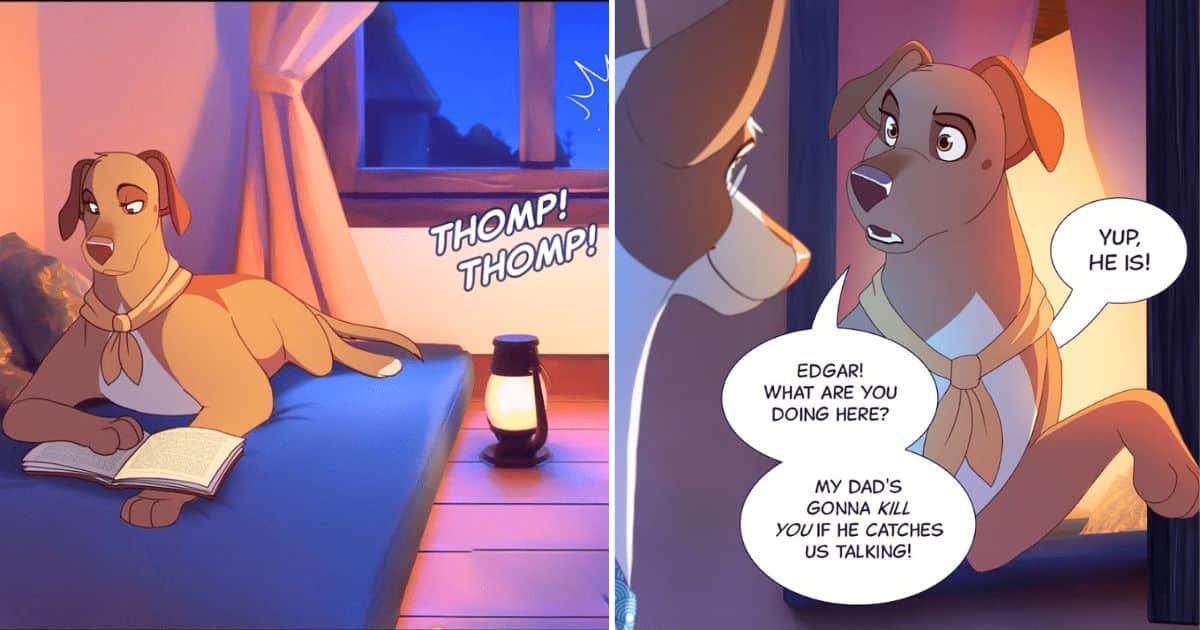 THOMP!
THOMP!
EDGAR!
WHAT ARE YOU
DOING HERE?
MY DAD'S
GONNA KILL
YOU IF HE CATCHES
US TALKING!
YUP,
HE IS!